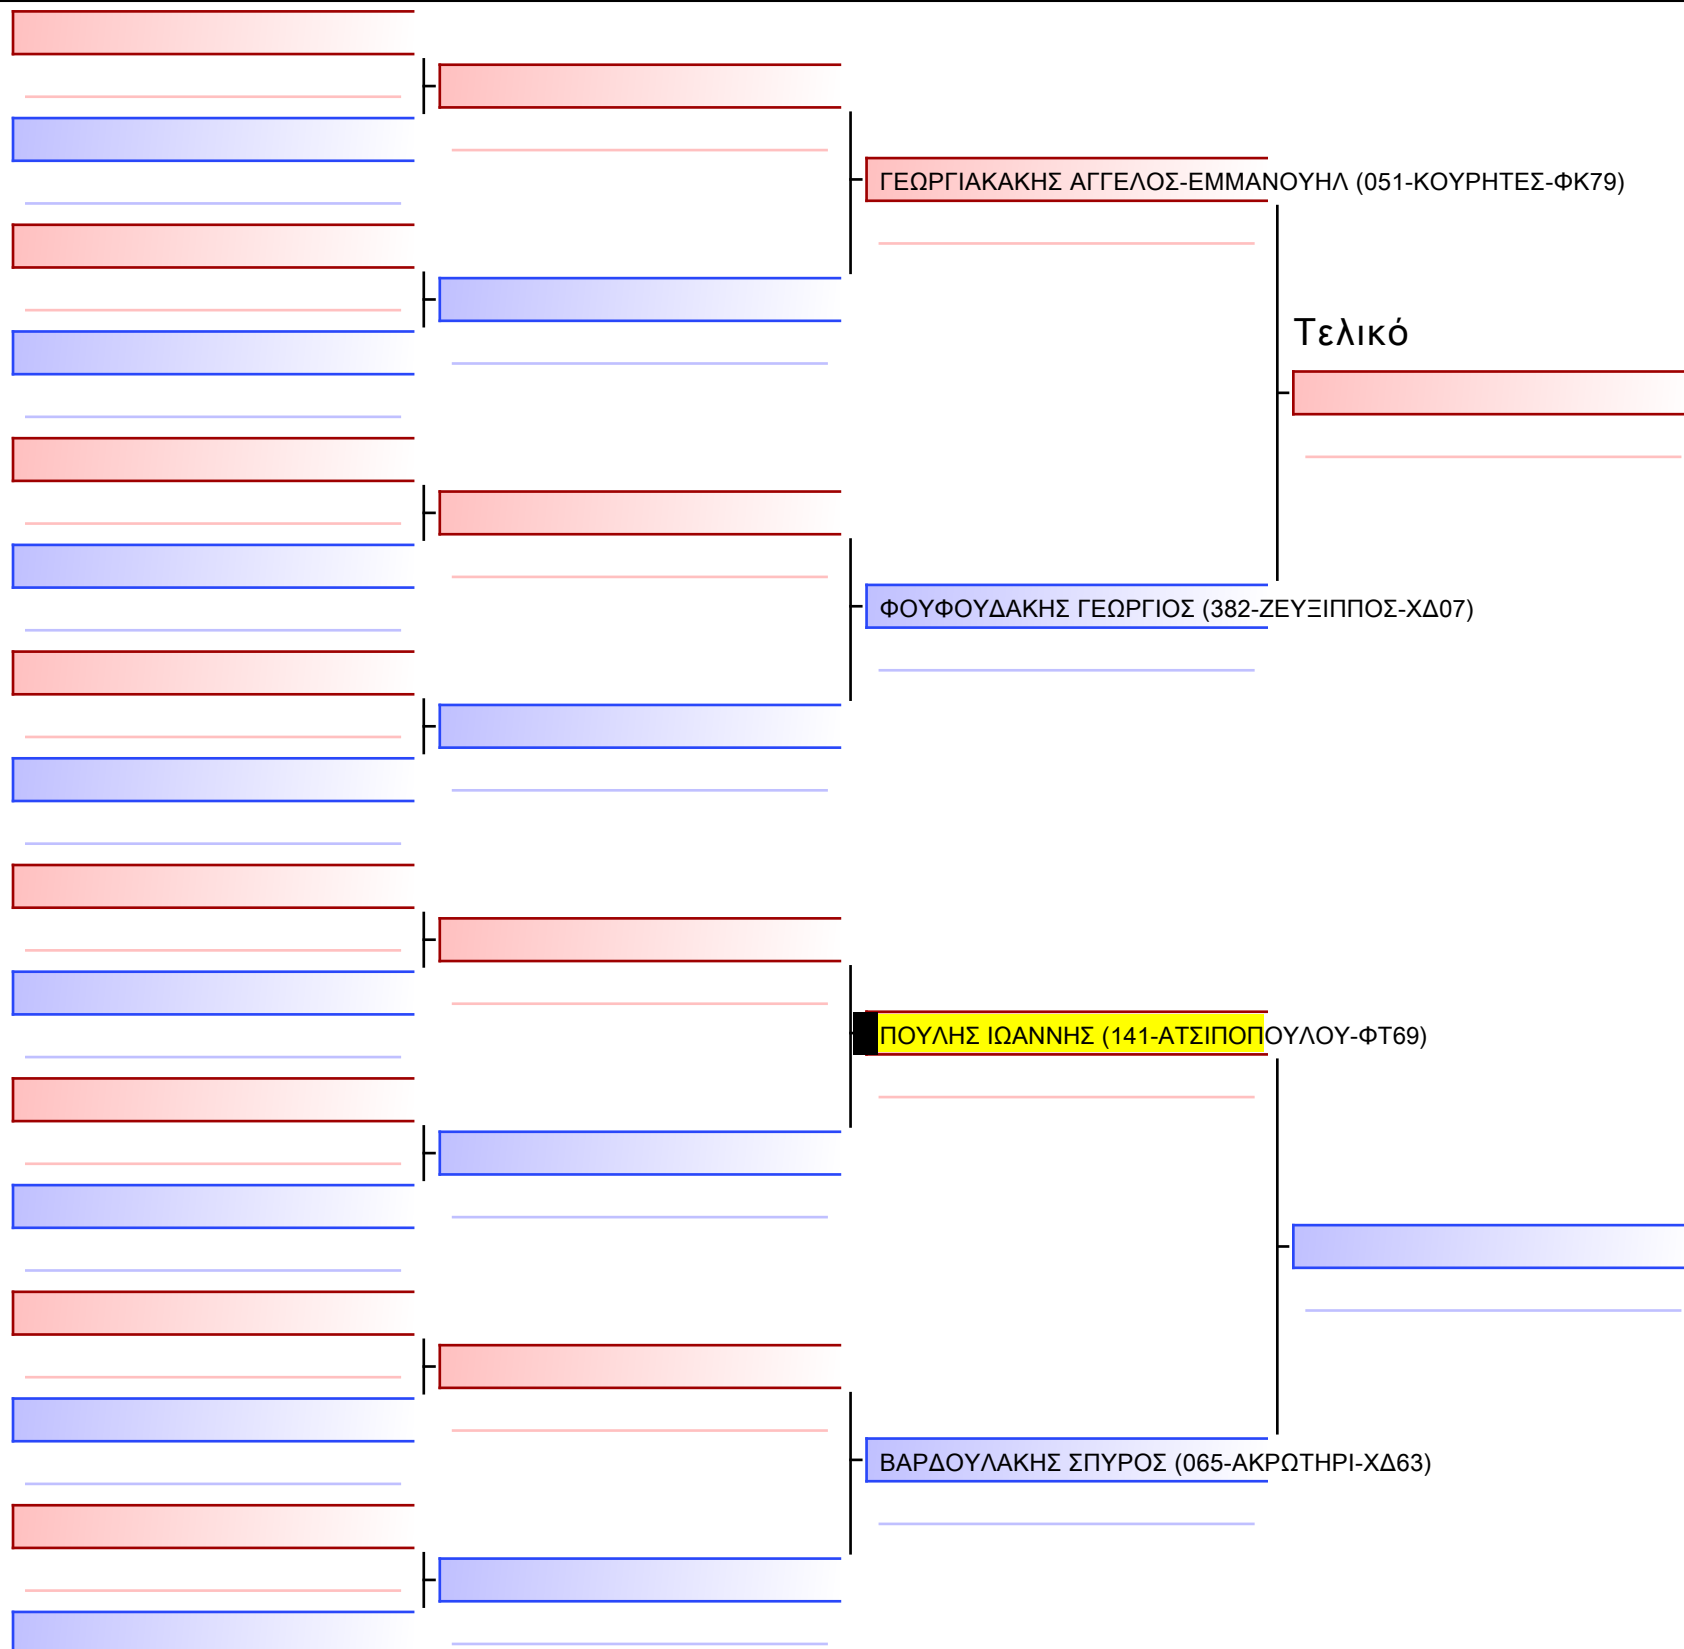 ΓΕΩΡΓΙΑΚΑΚΗΣ ΑΓΓΕΛΟΣ-ΕΜΜΑΝΟΥΗΛ (051-ΚΟΥΡΗΤΕΣ-ΦΚ79)
Τελικό
ΦΟΥΦΟΥΔΑΚΗΣ ΓΕΩΡΓΙΟΣ (382-ΖΕΥΞΙΠΠΟΣ-ΧΔ07)
ΠΟΥΛΗΣ ΙΩΑΝΝΗΣ (141-ΑΤΣΙΠΟΠΟΥΛΟΥ-ΦΤ69)
ΒΑΡΔΟΥΛΑΚΗΣ ΣΠΥΡΟΣ (065-ΑΚΡΩΤΗΡΙ-ΧΔ63)